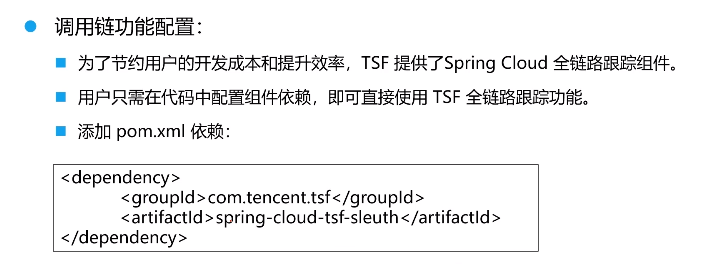 调用链功能配置：
为了节约用户的开发成本和提升效率，TSF 提供了Spring Cloud 全链路跟踪组件。
用户只需在代码中配置组件依赖，即可直接使用 TSF 全链路跟踪功能。
添加 pom.xml 依赖：
<dependency>
<groupId>com.tencent.tsf</groupId>
<artifactId>spring-cloud-tsf-sleuth</artifactId>
</dependency>